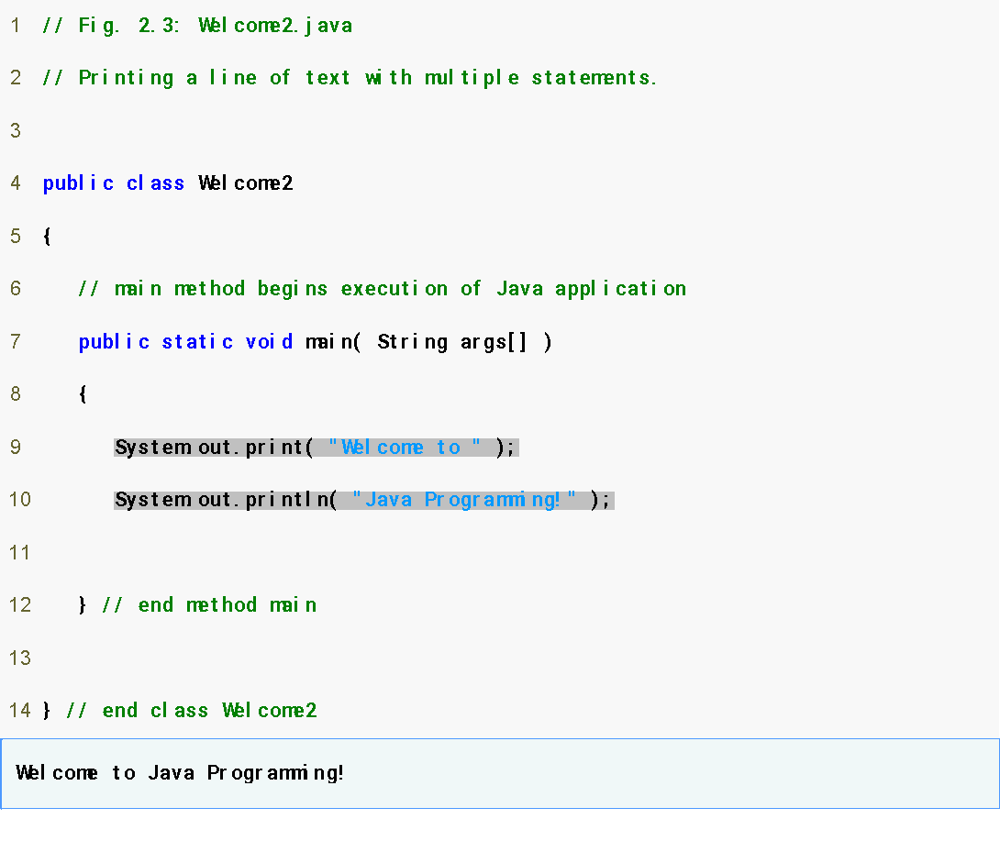 1 // Fig. 2.3: Welcome2.java
2 // Printing a line of text with multiple statements.
3
4 public class Welcome2
5 {
6    // main method begins execution of Java application
7    public static void main( String args[] )
8    {
9       System.out.print( "Welcome to " );
10       System.out.println( "Java Programming!" );
11
12    } // end method main
13
14 } // end class Welcome2
Welcome to Java Programming!